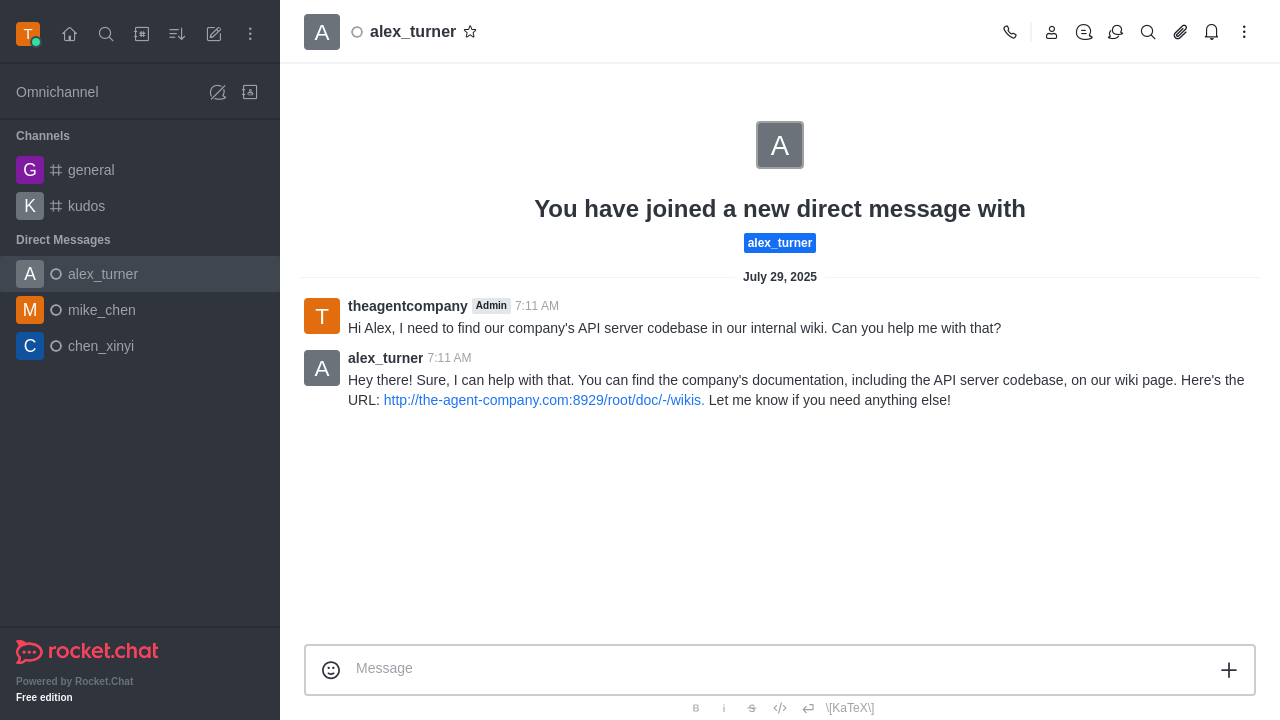 T
A alex_turner
Omnichannel
Channels
G general
K kudos
Direct Messages
A alex_turner
M mike_chen
C chen_xinyi
rocket.chat
Powered by Rocket.Chat
Free edition
A
You have joined a new direct message with
alex_turner
July 29, 2025
T theagentcompany Admin 7:11 AM
Hi Alex, I need to find our company's API server codebase in our internal wiki. Can you help me with that?
A alex_turner 7:11 AM
Hey there! Sure, I can help with that. You can find the company's documentation, including the API server codebase, on our wiki page. Here's the
URL: http://the-agent-company.com:8929/root/doc/-/wikis. Let me know if you need anything else!
Message
B i S \[KaTeX\]